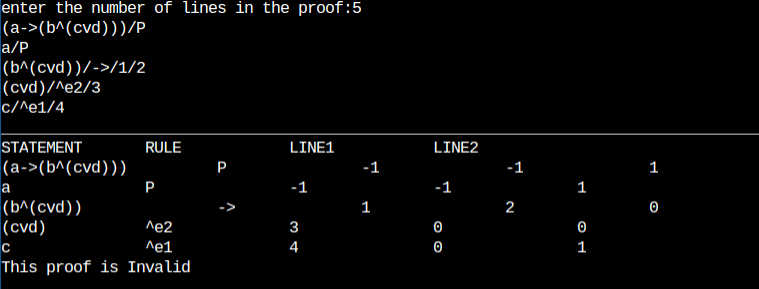 enter the number of lines in the proof:5
(a->(b^(cvd)))/P
a/P
(b^(cvd))/->/1/2
(cvd)/^e2/3
c/^e1/4
STATEMENT RULE LINE1 LINE2
(a->(b^(cvd))) P -1 -1 1
a P -1 -1 1
(b^(cvd)) -> 1 2 0
(cvd) ^e2 3 0 0
c ^e1 4 0 1
This proof is Invalid